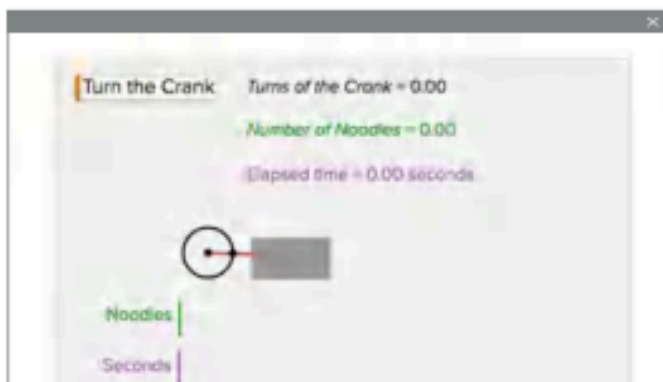 Turn the Crank
Turns of the Crank = 0.00
Number of Noodles = 0.00
Elapsed time = 0.00 seconds
Noodles
Seconds